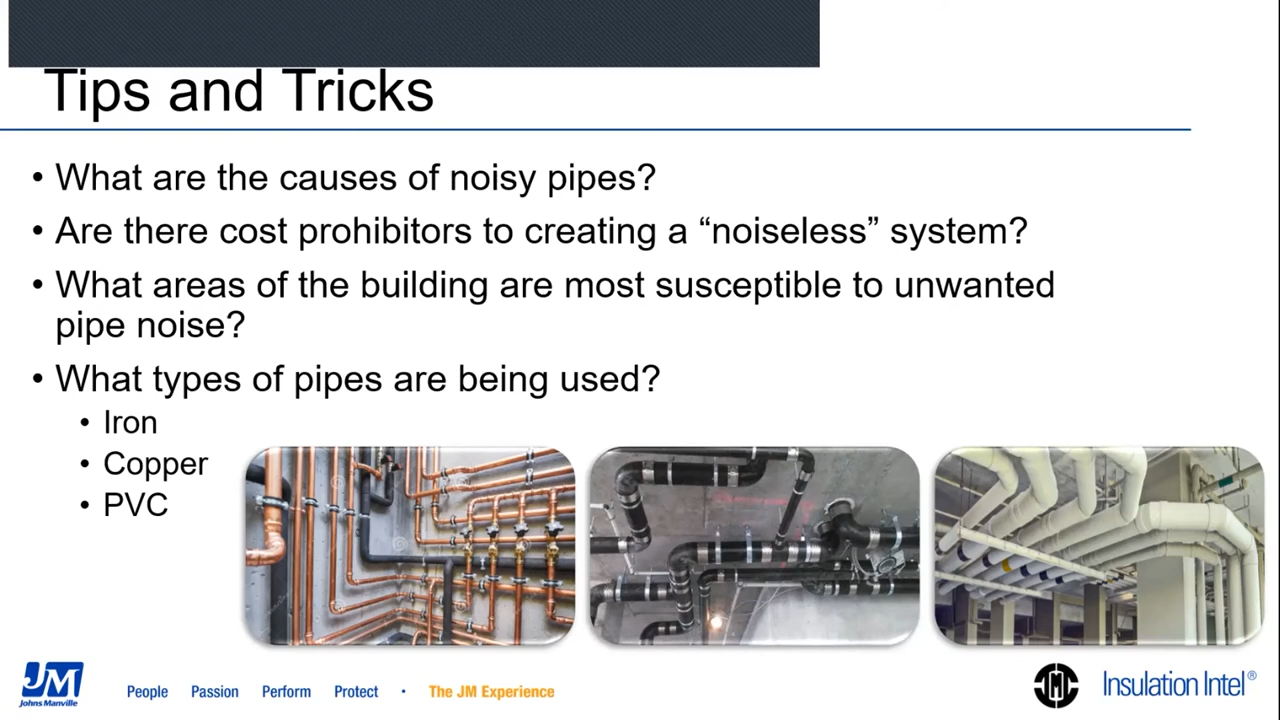 Tips and Tricks
• What are the causes of noisy pipes?
• Are there cost prohibitors to creating a “noiseless” system?
• What areas of the building are most susceptible to unwanted
pipe noise?
• What types of pipes are being used?
• Iron
• Copper
• PVC
JM
Johns Manville
People Passion Perform Protect · The JM Experience
Insulation Intel®